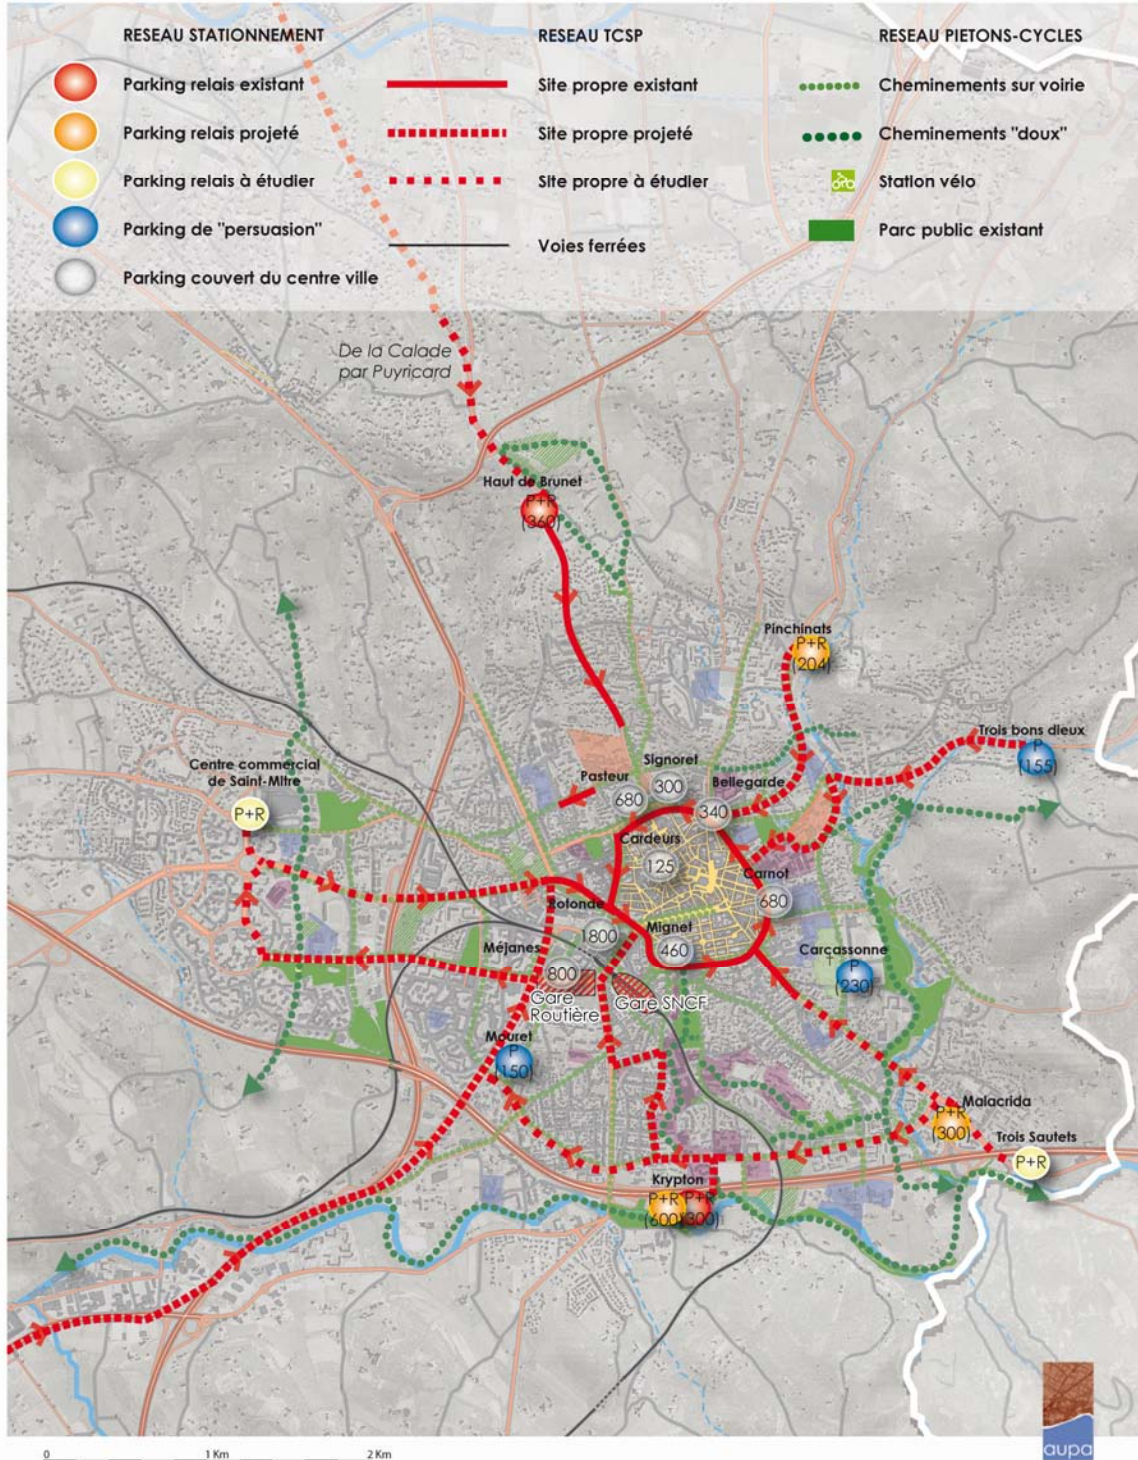 RESEAU STATIONNEMENT
Parking relais existant
Parking relais projeté
Parking relais à étudier
Parking de "persuasion"
Parking couvert du centre ville
RESEAU TCSP
Site propre existant
Site propre projeté
Site propre à étudier
Voies ferrées
RESEAU PIETONS-CYCLES
Cheminements sur voirie
Cheminements "doux"
Station vélo
Parc public existant
De la Calade
par Puyricard
Haut de Brunet
P+R
(360)
Pinchinats
P+R
(204)
Trois bons dieux
P
(155)
Centre commercial
de Saint-Mitre
P+R
Signoret
300
Pasteur
680
Bellegarde
340
Cardeurs
125
Carnot
680
Rotonde
1800
Mignet
460
Méjanes
800
Gare
Routière
Gare SNCF
Carcassonne
P
(230)
Mouret
P
(150)
Malacrida
P+R
(300)
Trois Sautets
P+R
Krypton
P+R
(600)
P+R
(300)
aupa
0 1 Km 2 Km